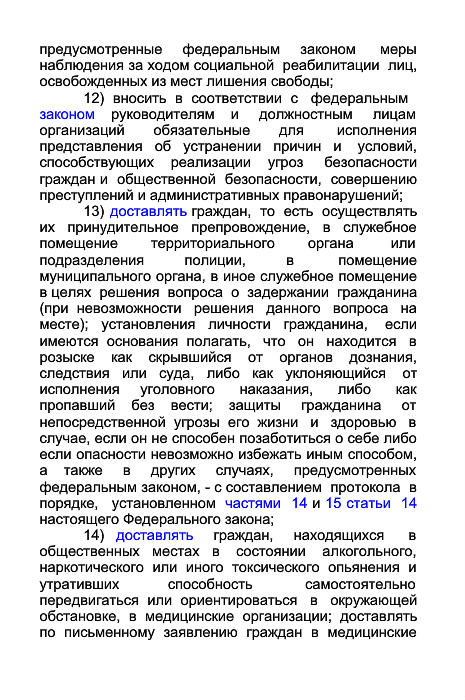 предусмотренные федеральным законом меры
наблюдения за ходом социальной реабилитации лиц,
освобожденных из мест лишения свободы;
12) вносить в соответствии с федеральным
законом руководителям и должностным лицам
организаций обязательные для исполнения
представления об устранении причин и условий,
способствующих реализации угроз безопасности
граждан и общественной безопасности, совершению
преступлений и административных правонарушений;
13) доставлять граждан, то есть осуществлять
их принудительное препровождение, в служебное
помещение территориального органа или
подразделения полиции, в помещение
муниципального органа, в иное служебное помещение
в целях решения вопроса о задержании гражданина
(при невозможности решения данного вопроса на
месте); установления личности гражданина, если
имеются основания полагать, что он находится в
розыске как скрывшийся от органов дознания,
следствия или суда, либо как уклоняющийся от
исполнения уголовного наказания, либо как
пропавший без вести; защиты гражданина от
непосредственной угрозы его жизни и здоровью в
случае, если он не способен позаботиться о себе либо
если опасности невозможно избежать иным способом,
а также в других случаях, предусмотренных
федеральным законом, - с составлением протокола в
порядке, установленном частями 14 и 15 статьи 14
настоящего Федерального закона;
14) доставлять граждан, находящихся в
общественных местах в состоянии алкогольного,
наркотического или иного токсического опьянения и
утративших способность самостоятельно
передвигаться или ориентироваться в окружающей
обстановке, в медицинские организации; доставлять
по письменному заявлению граждан в медицинские